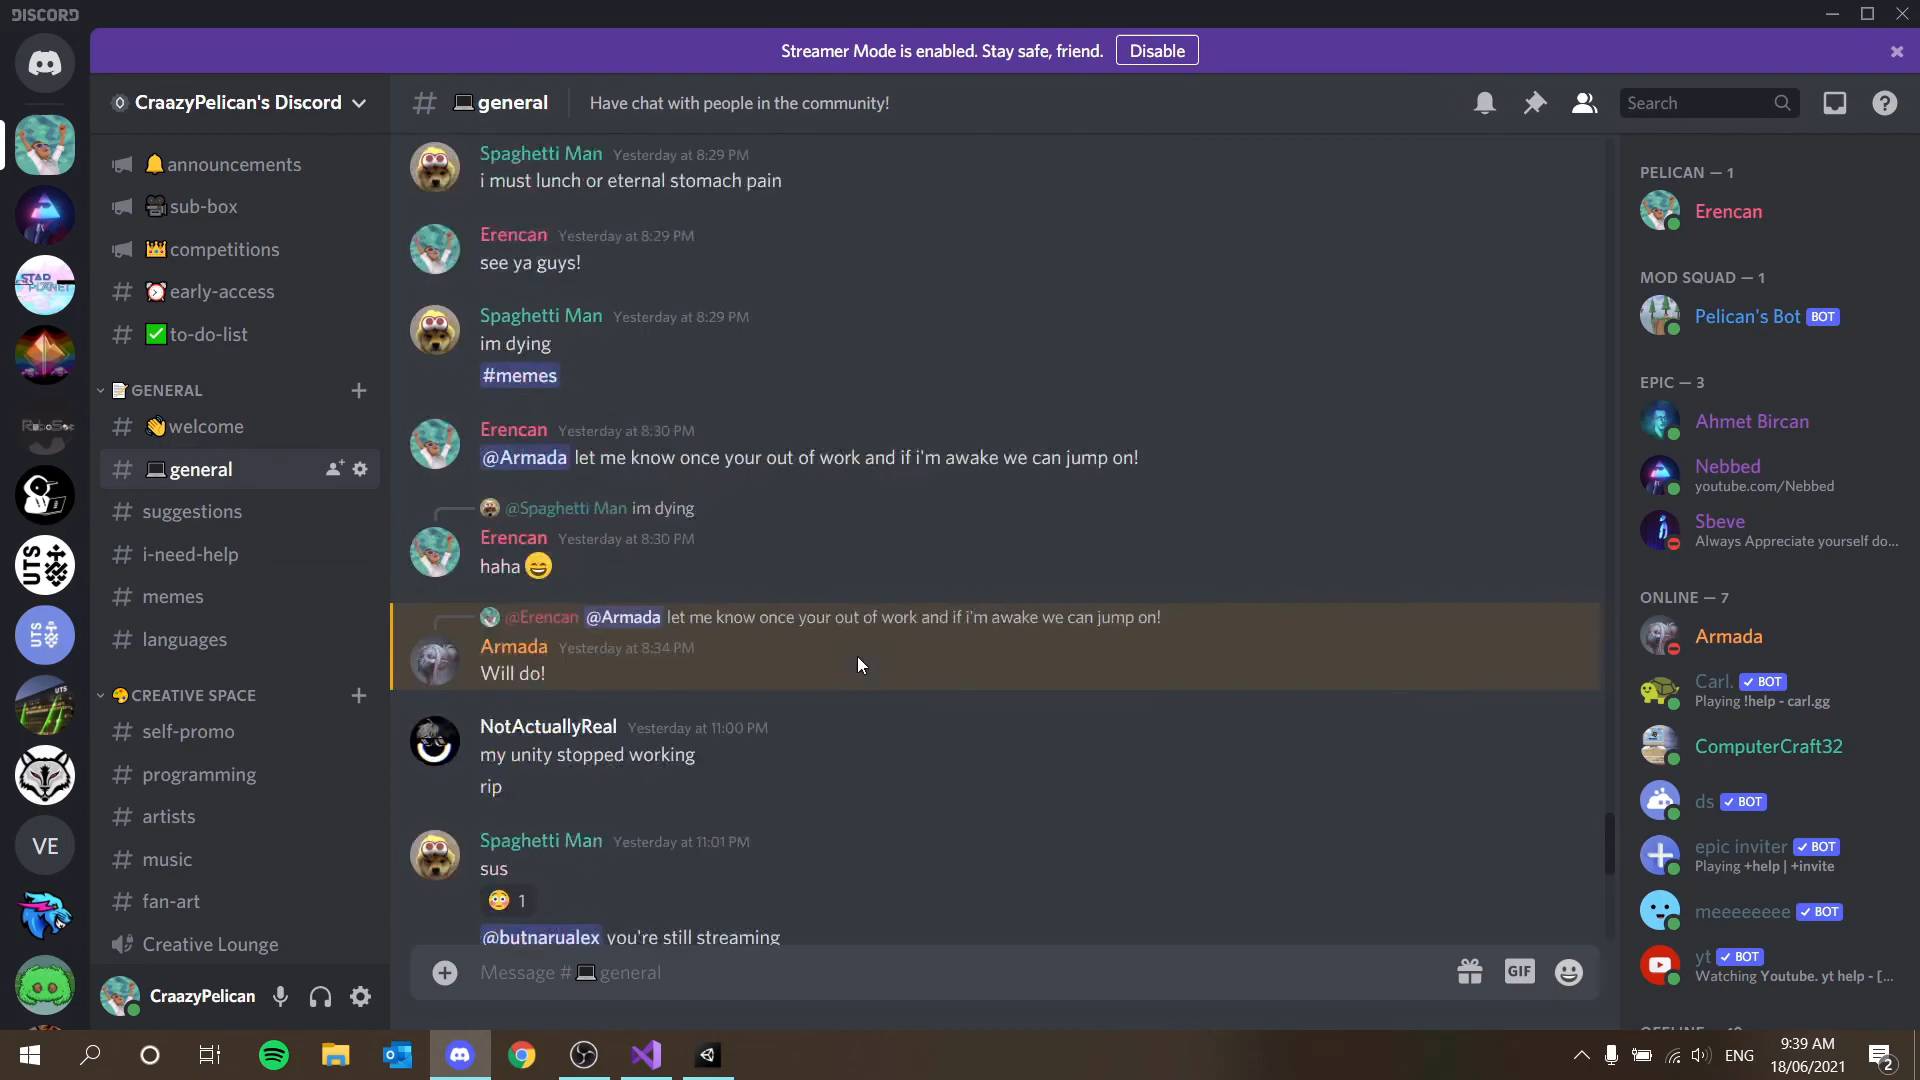 DISCORD
Streamer Mode is enabled. Stay safe, friend.
Disable
CraazyPelican's Discord
announcements
sub-box
competitions
early-access
to-do-list
GENERAL
welcome
general
suggestions
i-need-help
memes
languages
CREATIVE SPACE
self-promo
programming
artists
music
fan-art
Creative Lounge
CraazyPelican
UTS
UTS
UTS
VE
general
Have chat with people in the community!
Search
Spaghetti Man Yesterday at 8:29 PM
i must lunch or eternal stomach pain
Erencan Yesterday at 8:29 PM
see ya guys!
Spaghetti Man Yesterday at 8:29 PM
im dying
#memes
Erencan Yesterday at 8:30 PM
@Armada let me know once your out of work and if i'm awake we can jump on!
@Spaghetti Man im dying
Erencan Yesterday at 8:30 PM
haha
@Erencan @Armada let me know once your out of work and if i'm awake we can jump on!
Armada Yesterday at 8:34 PM
Will do!
NotActuallyReal Yesterday at 11:00 PM
my unity stopped working
rip
Spaghetti Man Yesterday at 11:01 PM
sus
1
@butnarualex you're still streaming
Message # general
GIF
PELICAN — 1
Erencan
MOD SQUAD — 1
Pelican's Bot BOT
EPIC — 3
Ahmet Bircan
Nebbed
youtube.com/Nebbed
Sbeve
Always Appreciate yourself do...
ONLINE — 7
Armada
Carl. BOT
Playing !help - carl.gg
ComputerCraft32
ds BOT
epic inviter BOT
Playing +help | +invite
meeeeeeee BOT
yt BOT
Watching Youtube. yt help - [...
ENG
9:39 AM
18/06/2021
2